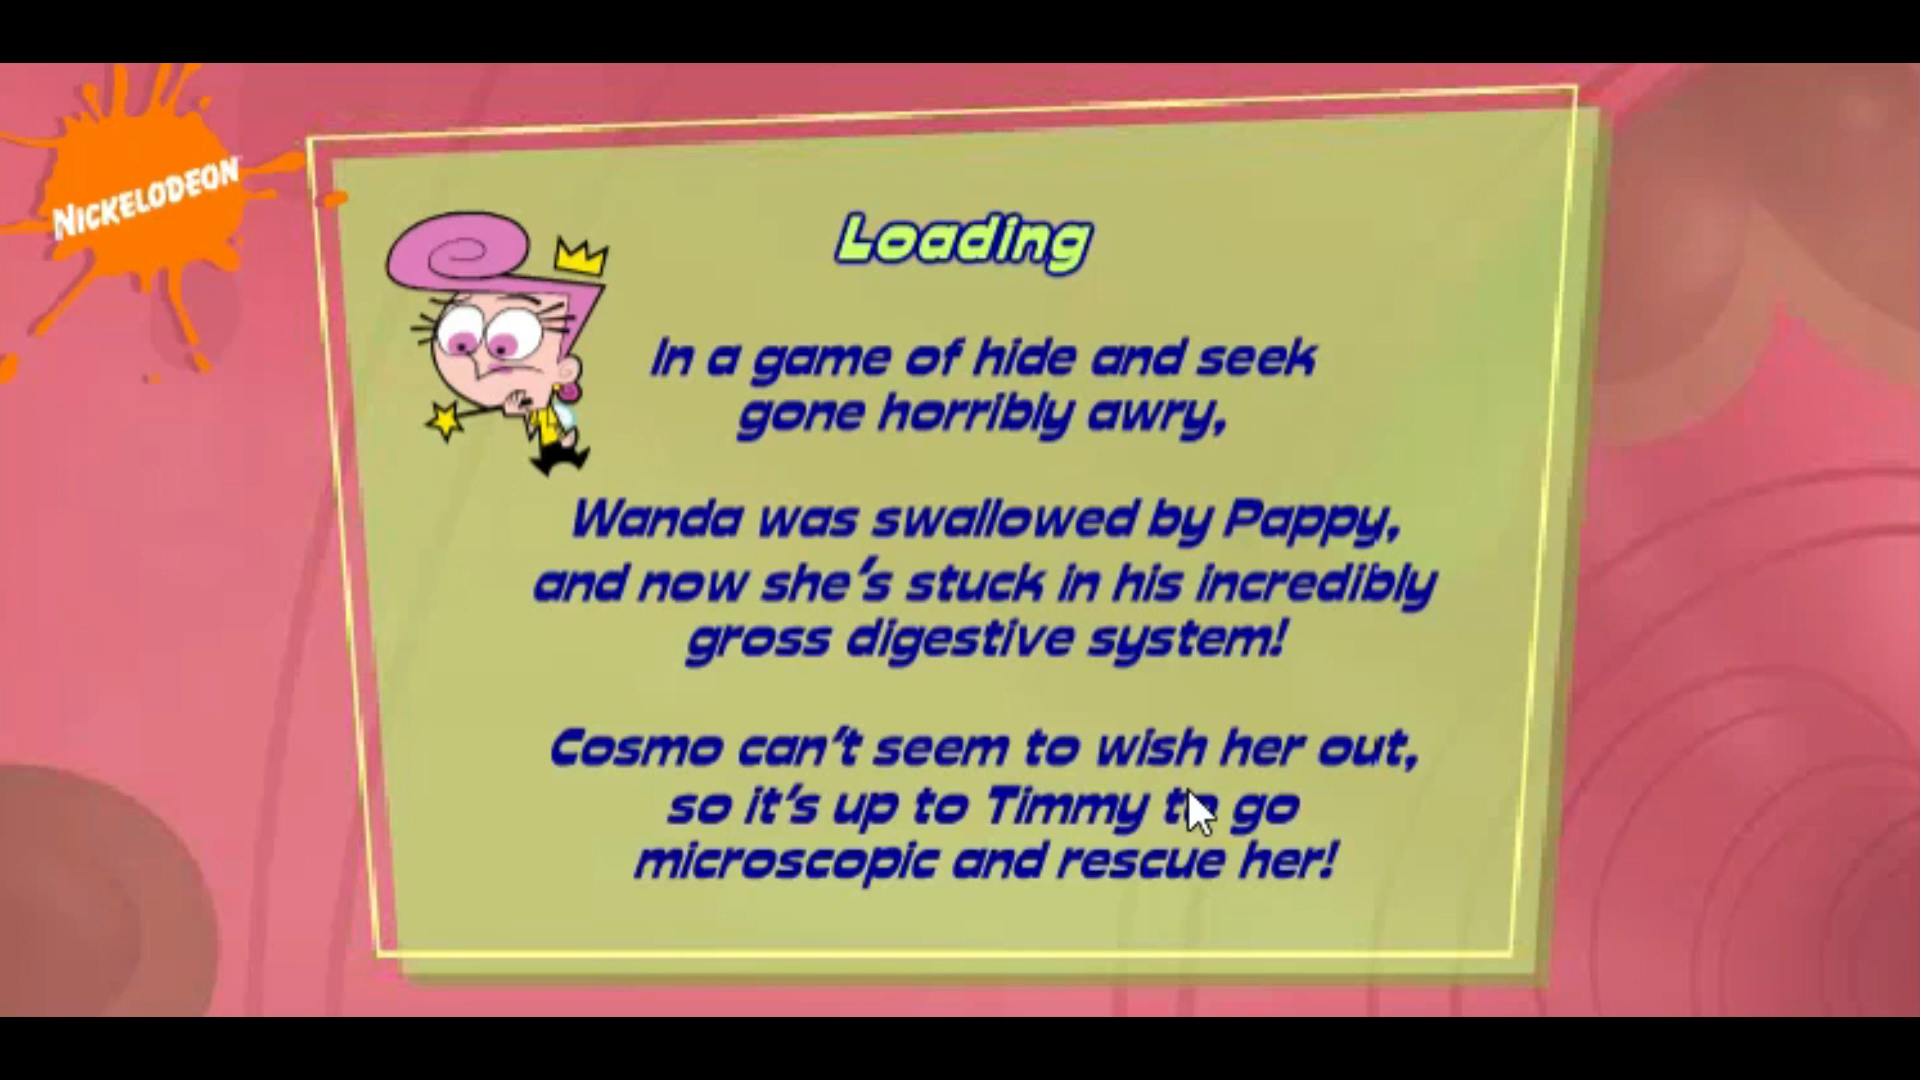 NICKELODEON
Loading
In a game of hide and seek
gone horribly awry,
Wanda was swallowed by Pappy,
and now she's stuck in his incredibly
gross digestive system!
Cosmo can't seem to wish her out,
so it's up to Timmy to go
microscopic and rescue her!